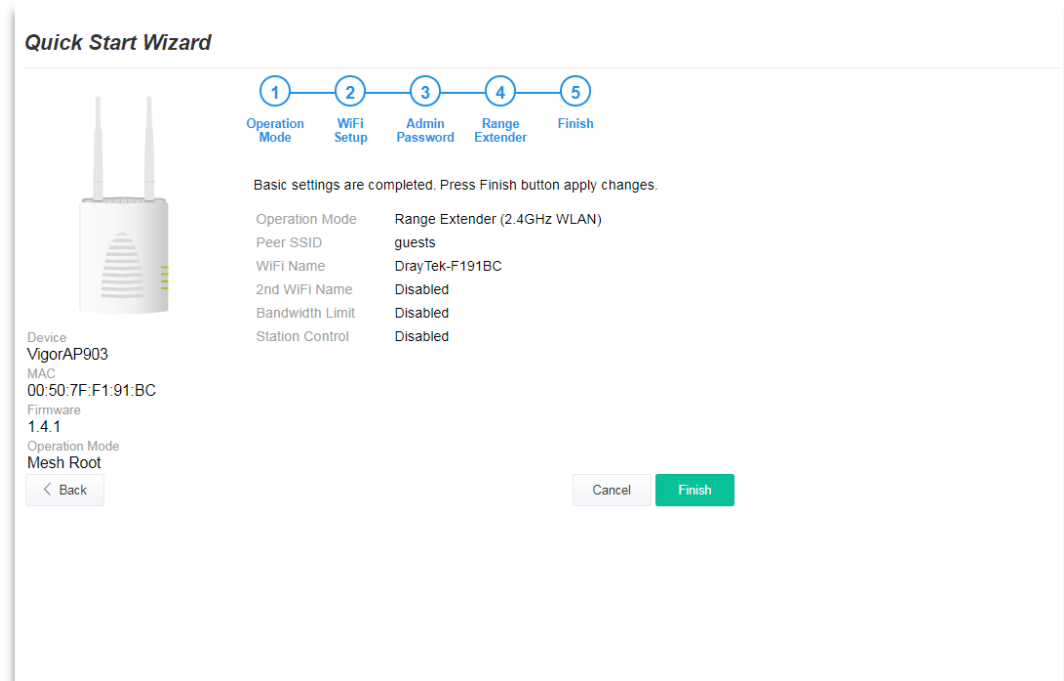 Quick Start Wizard
1 2 3 4 5
Operation Mode
WiFi Setup
Admin Password
Range Extender
Finish
Basic settings are completed. Press Finish button apply changes.
Operation Mode Range Extender (2.4GHz WLAN)
Peer SSID guests
WiFi Name DrayTek-F191BC
2nd WiFi Name Disabled
Bandwidth Limit Disabled
Station Control Disabled
Device
VigorAP903
MAC
00:50:7F:F1:91:BC
Firmware
1.4.1
Operation Mode
Mesh Root
< Back Cancel Finish